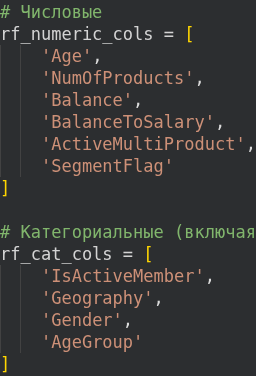 # Числовые
rf_numeric_cols = [
'Age',
'NumOfProducts',
'Balance',
'BalanceToSalary',
'ActiveMultiProduct',
'SegmentFlag'
]
# Категориальные (включая
rf_cat_cols = [
'IsActiveMember',
'Geography',
'Gender',
'AgeGroup'
]